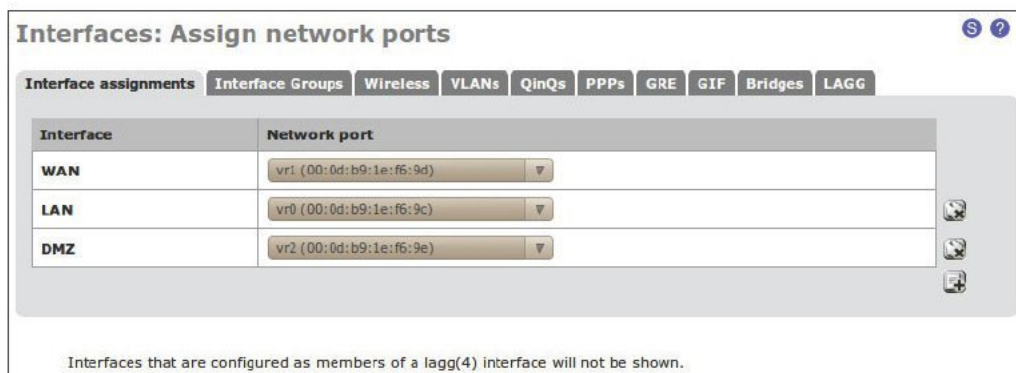 Interfaces: Assign network ports
S ?
Interface assignments Interface Groups Wireless VLANs QinQs PPPs GRE GIF Bridges LAGG
Interface Network port
WAN vr1 (00:0d:b9:1e:f6:9d)
LAN vr0 (00:0d:b9:1e:f6:9c)
DMZ vr2 (00:0d:b9:1e:f6:9e)
Interfaces that are configured as members of a lagg(4) interface will not be shown.